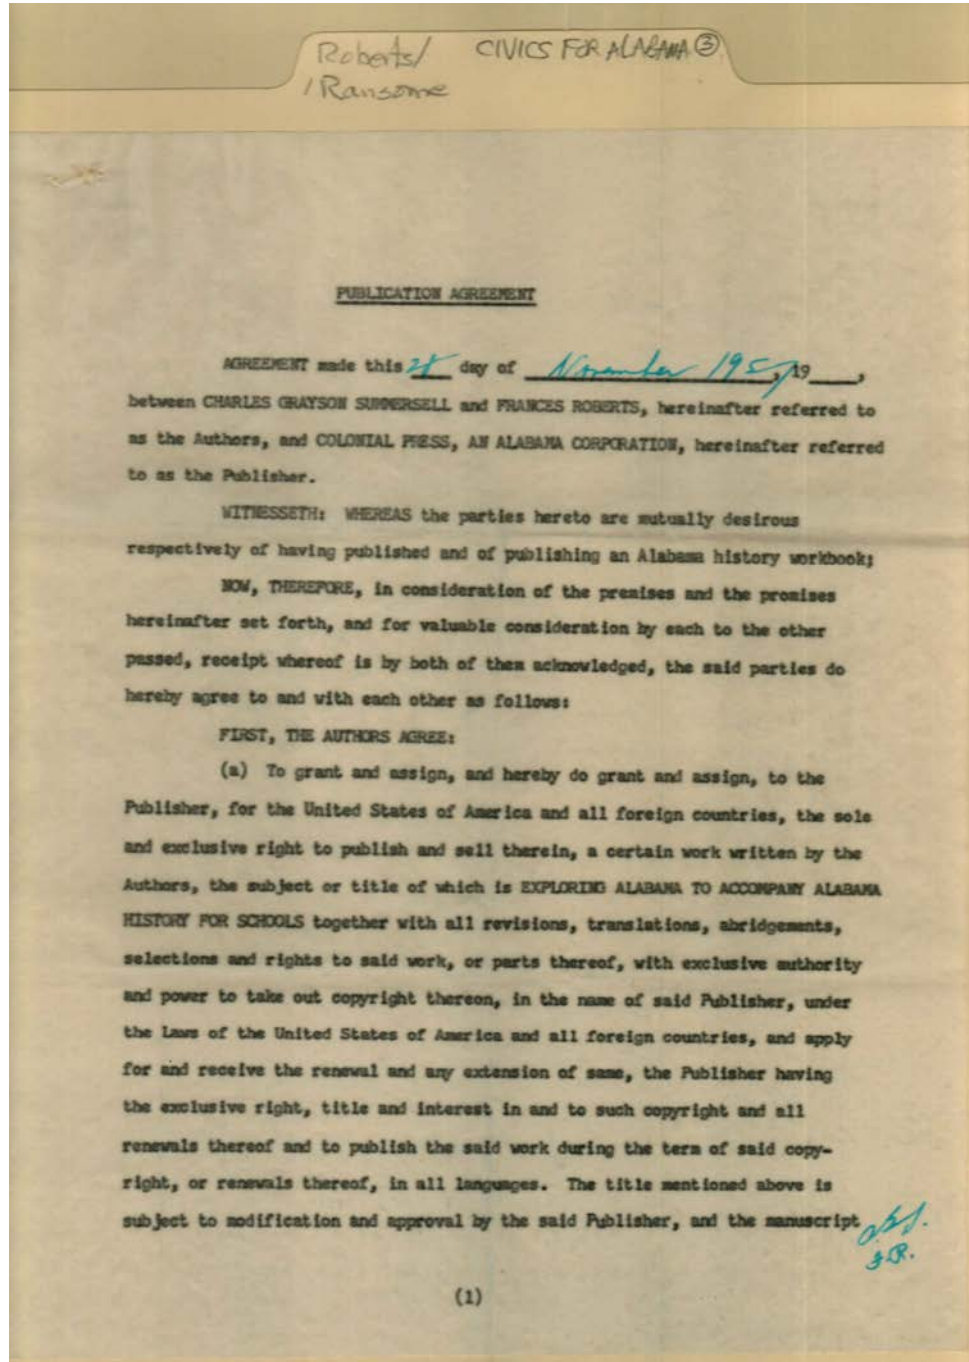 Roberts/ CIVICS FOR ALABAMA ③
/Ransome
PUBLICATION AGREEMENT
AGREEMENT made this 28 day of November 1957, 19____,
between CHARLES GRAYSON SUMMERSELL and FRANCES ROBERTS, hereinafter referred to
as the Authors, and COLONIAL PRESS, AN ALABAMA CORPORATION, hereinafter referred
to as the Publisher.
WITNESSETH: WHEREAS the parties hereto are mutually desirous
respectively of having published and of publishing an Alabama history workbook;
NOW, THEREFORE, in consideration of the premises and the promises
hereinafter set forth, and for valuable consideration by each to the other
passed, receipt whereof is by both of them acknowledged, the said parties do
hereby agree to and with each other as follows:
FIRST, THE AUTHORS AGREE:
(a) To grant and assign, and hereby do grant and assign, to the
Publisher, for the United States of America and all foreign countries, the sole
and exclusive right to publish and sell therein, a certain work written by the
Authors, the subject or title of which is EXPLORING ALABAMA TO ACCOMPANY ALABAMA
HISTORY FOR SCHOOLS together with all revisions, translations, abridgements,
selections and rights to said work, or parts thereof, with exclusive authority
and power to take out copyright thereon, in the name of said Publisher, under
the Laws of the United States of America and all foreign countries, and apply
for and receive the renewal and any extension of same, the Publisher having
the exclusive right, title and interest in and to such copyright and all
renewals thereof and to publish the said work during the term of said copy-
right, or renewals thereof, in all languages. The title mentioned above is
subject to modification and approval by the said Publisher, and the manuscript
F.R.
(1)